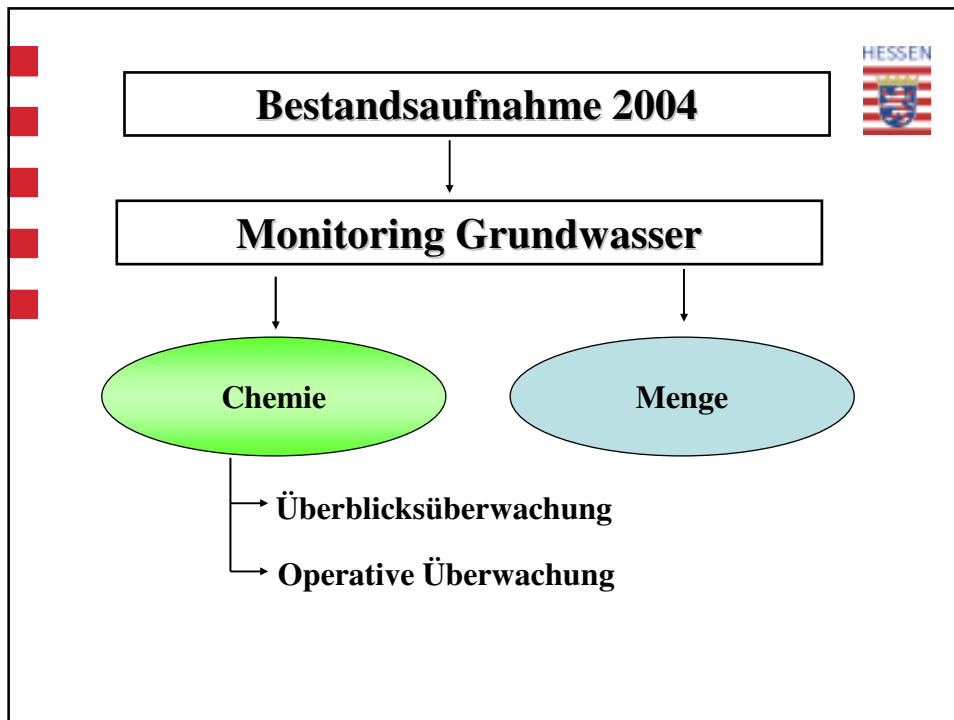 HESSEN
Bestandsaufnahme 2004
Monitoring Grundwasser
Chemie
Menge
Überblicksüberwachung
Operative Überwachung